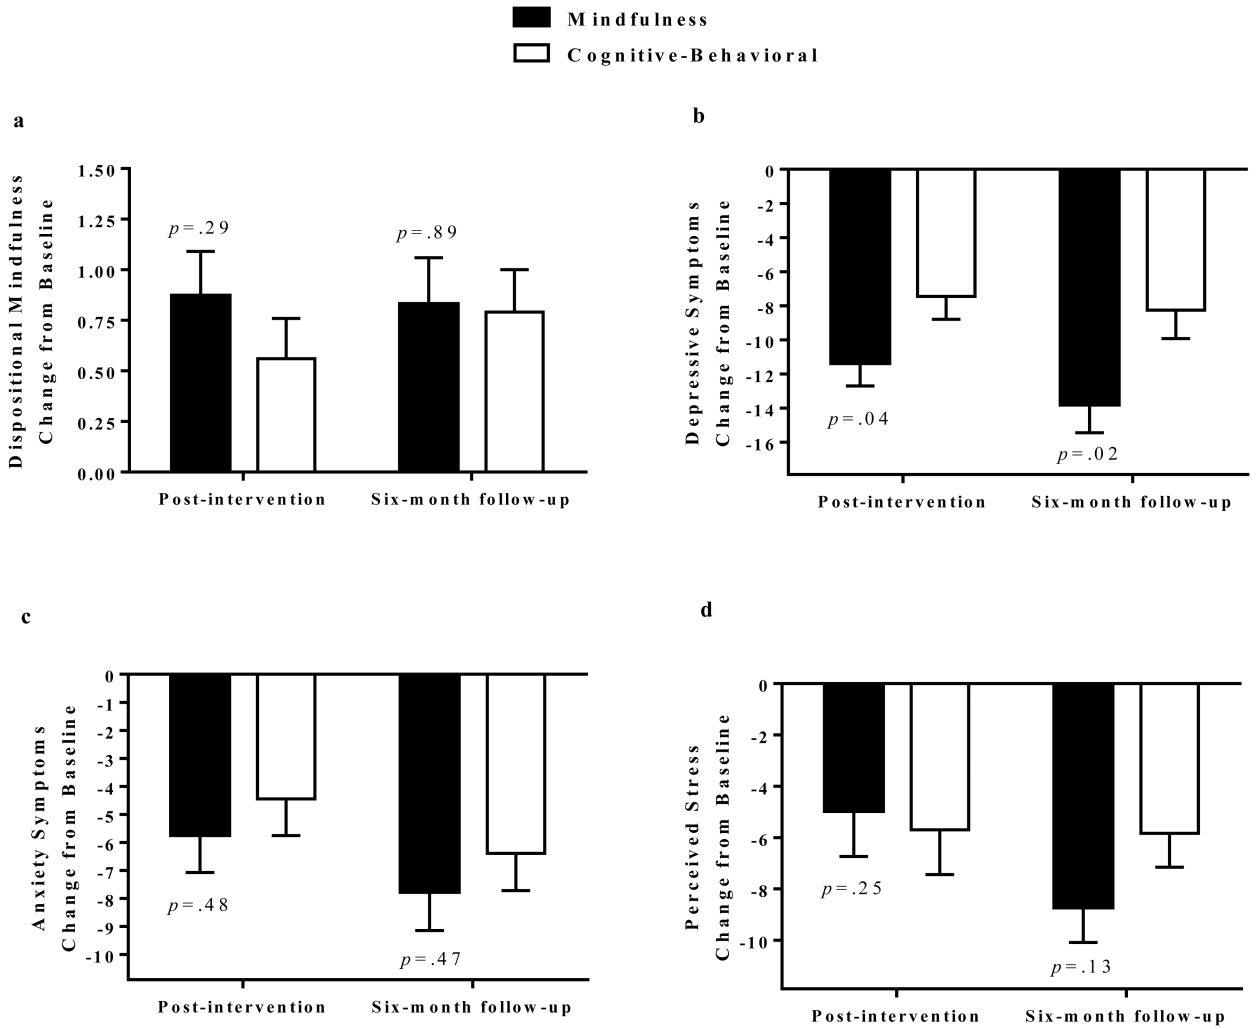 Mindfulness
Cognitive-Behavioral
a
Dispositional Mindfulness
Change from Baseline
1.50
1.25
1.00
0.75
0.50
0.25
0.00
p=.29
p=.89
Post-intervention
Six-month follow-up
b
Depressive Symptoms
Change from Baseline
0
-2
-4
-6
-8
-10
-12
-14
-16
p=.04
p=.02
Post-intervention
Six-month follow-up
c
Anxiety Symptoms
Change from Baseline
0
-1
-2
-3
-4
-5
-6
-7
-8
-9
-10
p=.48
p=.47
Post-intervention
Six-month follow-up
d
Perceived Stress
Change from Baseline
0
-2
-4
-6
-8
-10
p=.25
p=.13
Post-intervention
Six-month follow-up